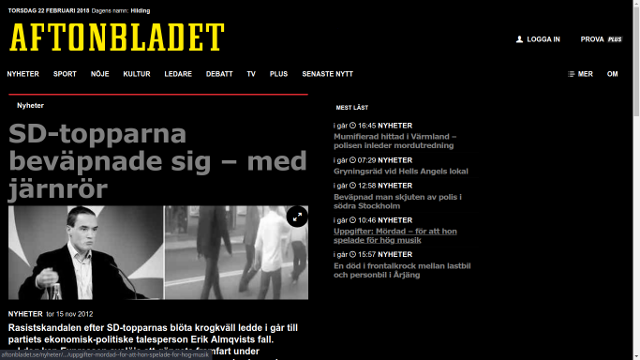 TORSDAG 22 FEBRUARI 2018 Dagens namn: Hilding
AFTONBLADET
LOGGA IN
PROVA PLUS
NYHETER SPORT NÖJE KULTUR LEDARE DEBATT TV PLUS SENASTE NYTT
MER OM
Nyheter
SD-topparna
beväpnade sig – med
järnrör
NYHETER tor 15 nov 2012
Rasistskandalen efter SD-topparnas blöta krogkväll ledde i går till
partiets ekonomisk-politiske talesperson Erik Almqvists fall.
MEST LÄST
i går 16:45 NYHETER
Mumifierad hittad i Värmland –
polisen inleder mordutredning
i går 07:29 NYHETER
Gryningsräd vid Hells Angels lokal
i går 12:58 NYHETER
Beväpnad man skjuten av polis i
södra Stockholm
i går 10:46 NYHETER
Uppgifter: Mördad – för att hon
spelade för hög musik
i går 15:57 NYHETER
En död i frontalkrock mellan lastbil
och personbil i Årjäng
aftonbladet.se/nyheter/.../uppgifter-mordad--for-att-hon-spelade-for-hog-musik